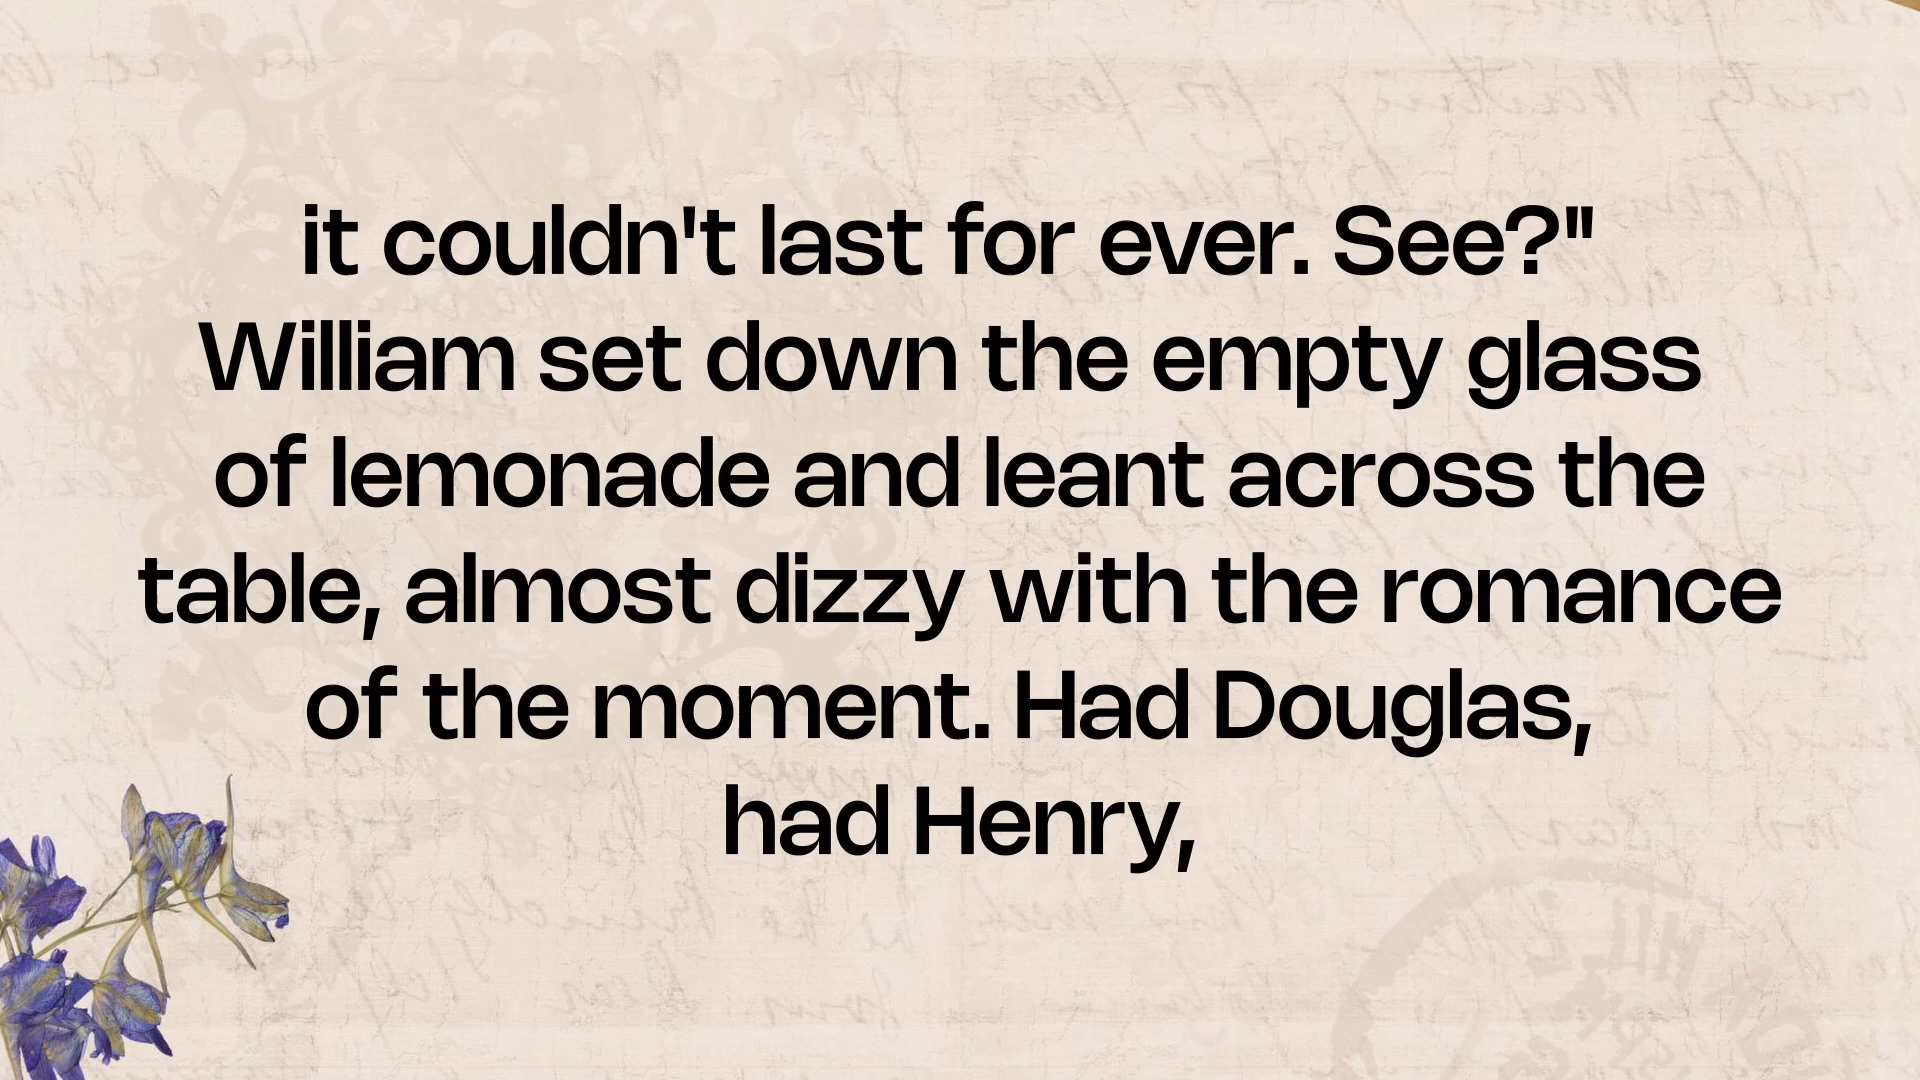 it couldn't last for ever. See?"
William set down the empty glass
of lemonade and leant across the
table, almost dizzy with the romance
of the moment. Had Douglas,
had Henry,